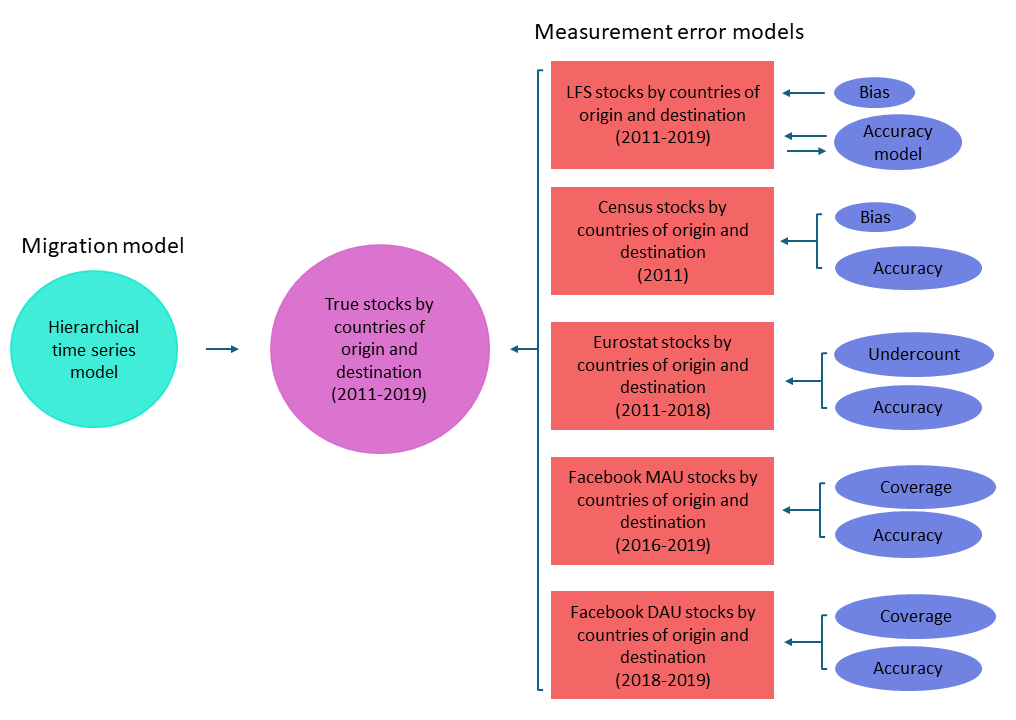 Measurement error models
Migration model
Hierarchical
time series
model
True stocks by
countries of
origin and
destination
(2011-2019)
LFS stocks by countries of
origin and destination
(2011-2019)
Bias
Accuracy
model
Census stocks by
countries of origin and
destination
(2011)
Bias
Accuracy
Eurostat stocks by
countries of origin and
destination
(2011-2018)
Undercount
Accuracy
Facebook MAU stocks by
countries of origin and
destination
(2016-2019)
Coverage
Accuracy
Facebook DAU stocks by
countries of origin and
destination
(2018-2019)
Coverage
Accuracy